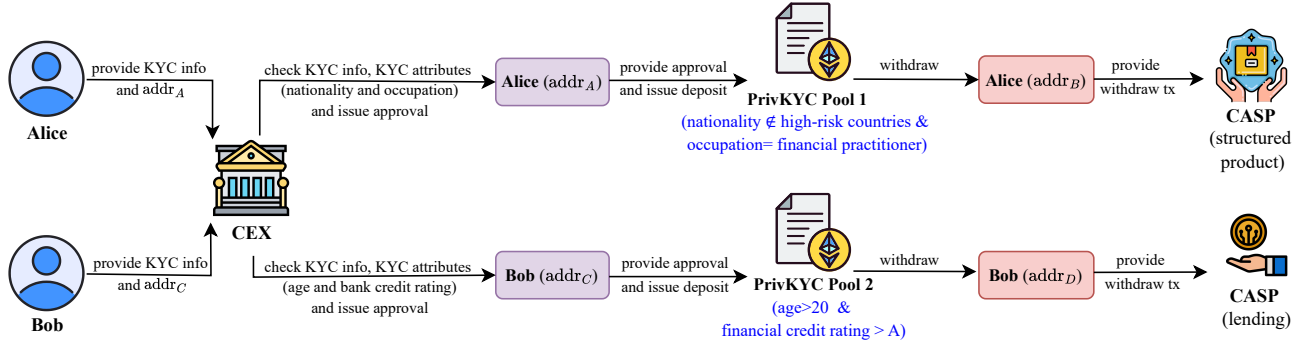 provide KYC info
and addr_A
Alice
check KYC info, KYC attributes
(nationality and occupation)
and issue approval
Alice (addr_A)
provide approval
and issue deposit
PrivKYC Pool 1
(nationality ∉ high-risk countries &
occupation= financial practitioner)
withdraw
Alice (addr_B)
provide
withdraw tx
CASP
(structured
product)
CEX
provide KYC info
and addr_C
Bob
check KYC info, KYC attributes
(age and bank credit rating)
and issue approval
Bob (addr_C)
provide approval
and issue deposit
PrivKYC Pool 2
(age>20 &
financial credit rating > A)
withdraw
Bob (addr_D)
provide
withdraw tx
CASP
(lending)